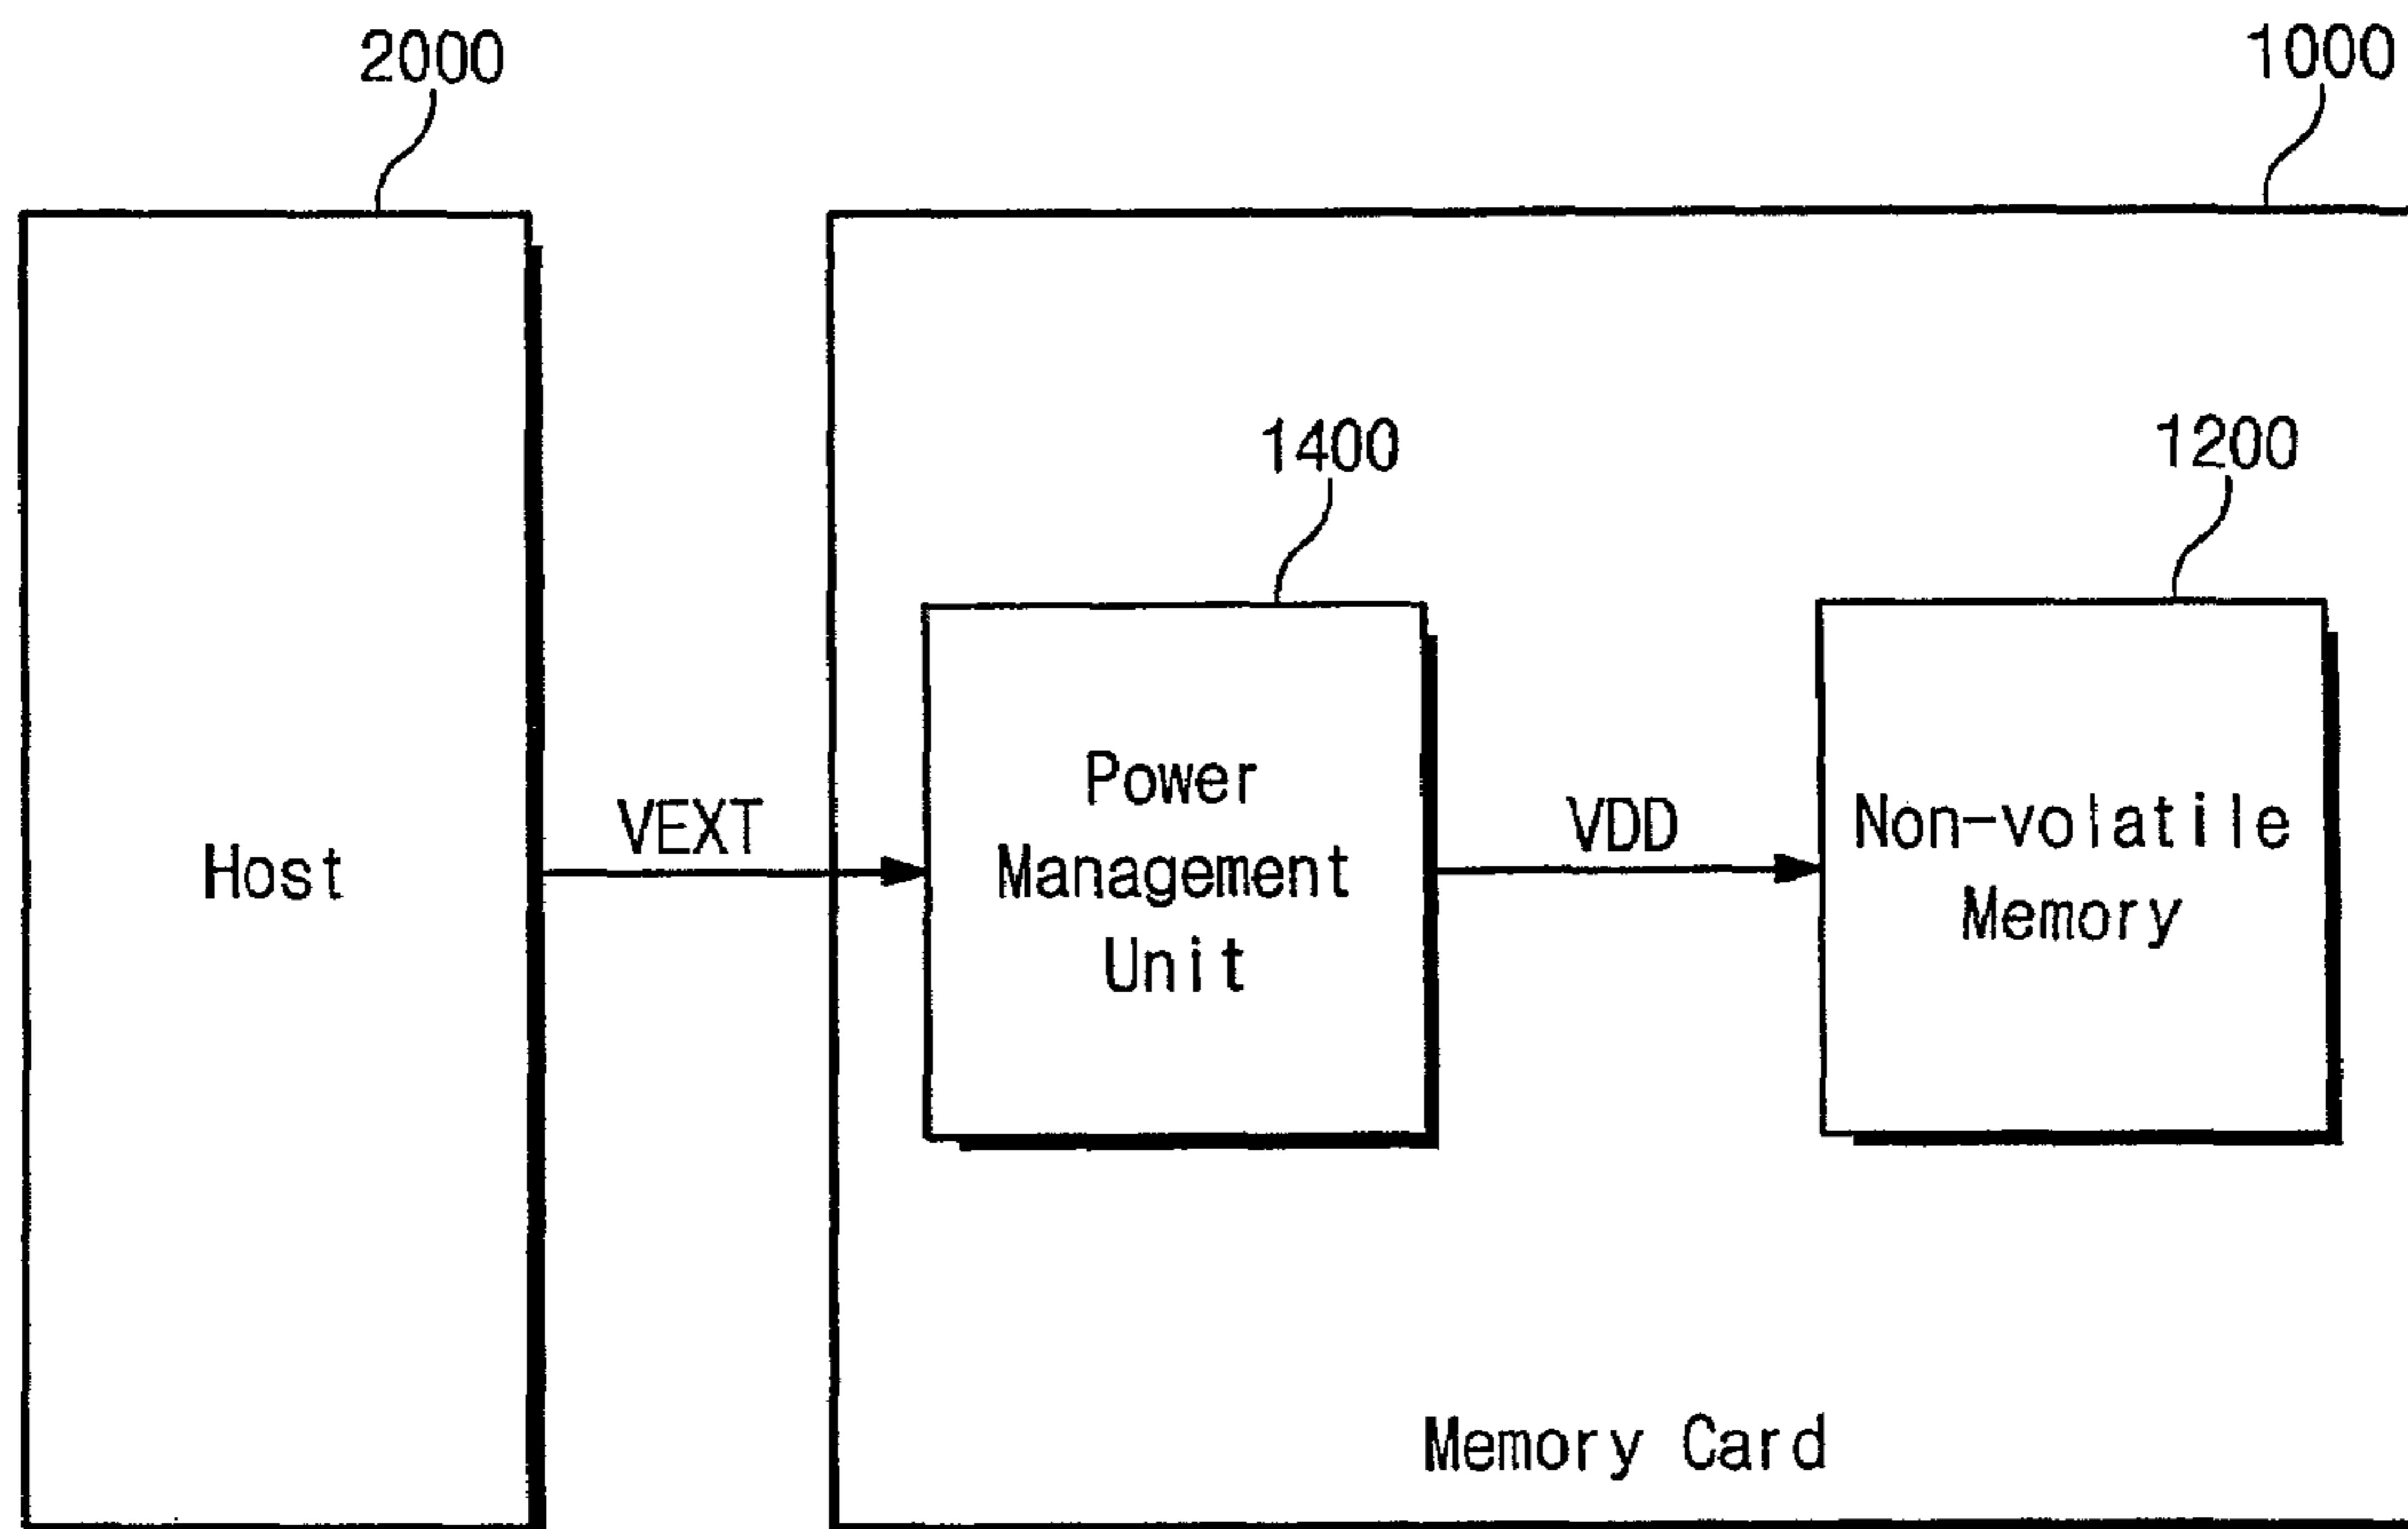 2000
1000
1400
1200
Host
VEXT
Power
Management
Unit
VDD
Non-volatile
Memory
Memory Card